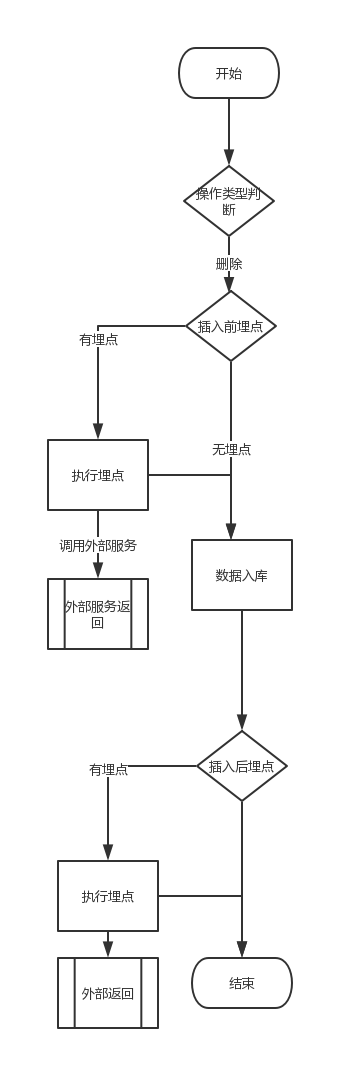 开始
操作类型判
断
删除
插入前埋点
有埋点
无埋点
执行埋点
调用外部服务
数据入库
外部服务返
回
插入后埋点
有埋点
执行埋点
外部返回
结束